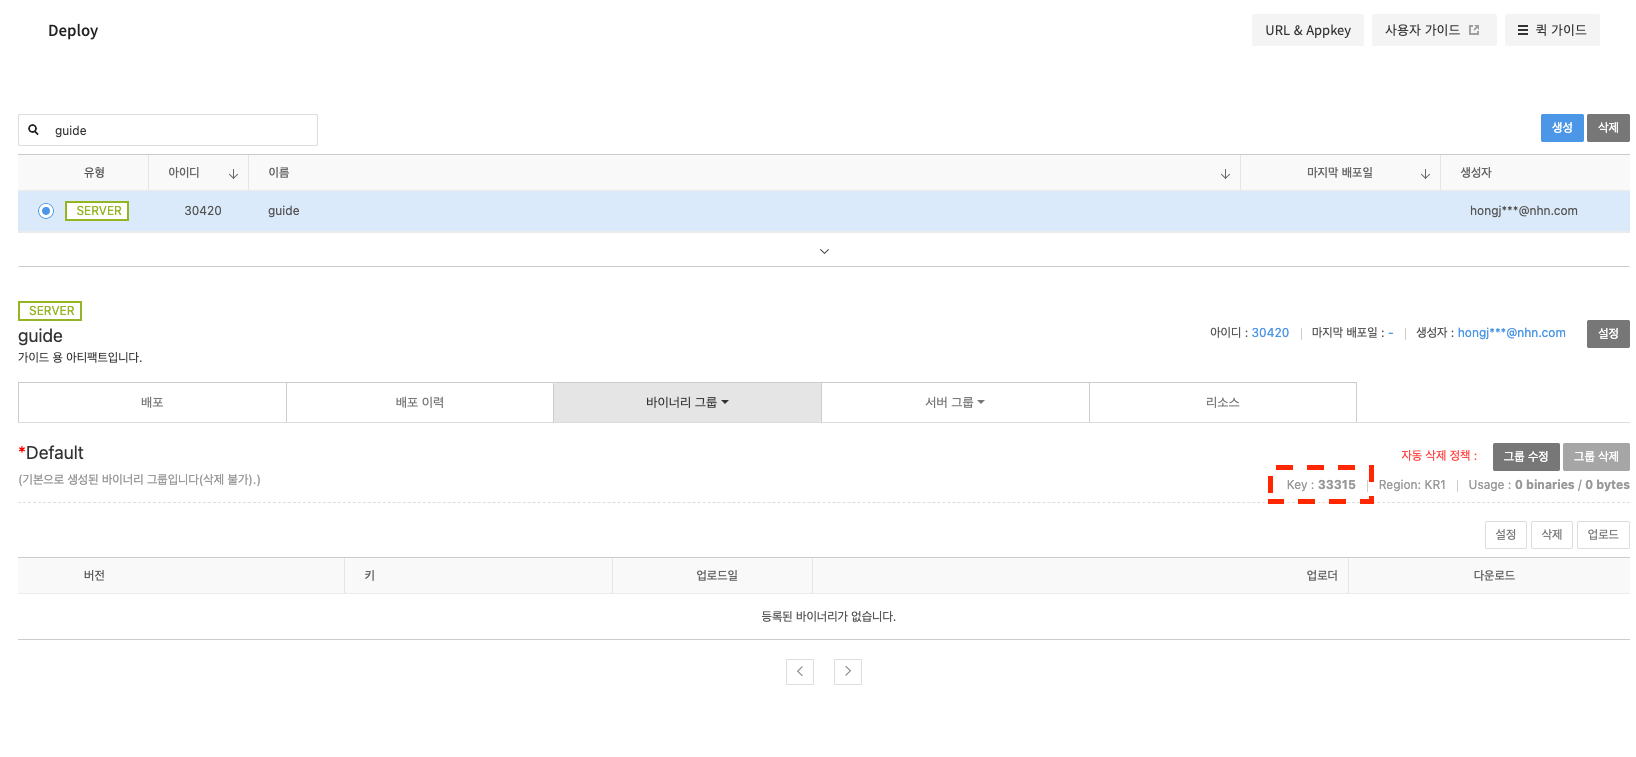 Deploy
URL & Appkey
사용자 가이드
퀵 가이드
guide
생성
삭제
유형 아이디 이름 마지막 배포일 생성자
SERVER 30420 guide hongj***@nhn.com
SERVER
guide
아이디 : 30420 | 마지막 배포일 : - | 생성자 : hongj***@nhn.com
설정
가이드 용 아티팩트입니다.
배포 배포 이력 바이너리 그룹 서버 그룹 리소스
*Default
자동 삭제 정책 :
그룹 수정
그룹 삭제
(기본으로 생성된 바이너리 그룹입니다(삭제 불가).)
Key : 33315 | Region: KR1 | Usage : 0 binaries / 0 bytes
설정 삭제 업로드
버전 키 업로드일 업로더 다운로드
등록된 바이너리가 없습니다.